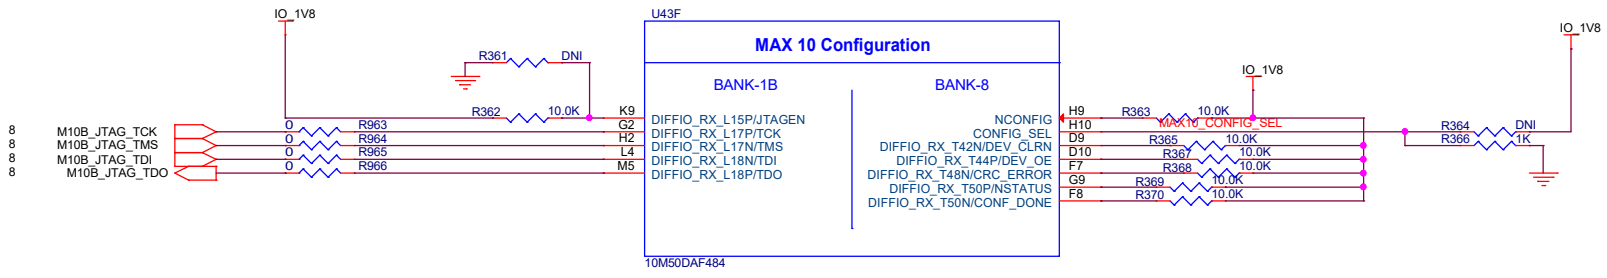 IO_1V8
U43F
IO_1V8
MAX 10 Configuration
R361 DNI
IO_1V8
BANK-1B BANK-8
R362 10.0K K9 DIFFIO_RX_L15P/JTAGEN NCONFIG H9 R363 10.0K
8 M10B_JTAG_TCK 0 R963 G2 DIFFIO_RX_L17P/TCK CONFIG_SEL H10 MAX10_CONFIG_SEL R364 DNI
8 M10B_JTAG_TMS 0 R964 H2 DIFFIO_RX_L17N/TMS DIFFIO_RX_T42N/DEV_CLRN D9 R365 10.0K R366 1K
8 M10B_JTAG_TDI 0 R965 L4 DIFFIO_RX_L18N/TDI DIFFIO_RX_T44P/DEV_OE D10 R367 10.0K
8 M10B_JTAG_TDO 0 R966 M5 DIFFIO_RX_L18P/TDO DIFFIO_RX_T48N/CRC_ERROR F7 R368 10.0K
DIFFIO_RX_T50P/NSTATUS G9 R369 10.0K
DIFFIO_RX_T50N/CONF_DONE F8 R370 10.0K
10M50DAF484